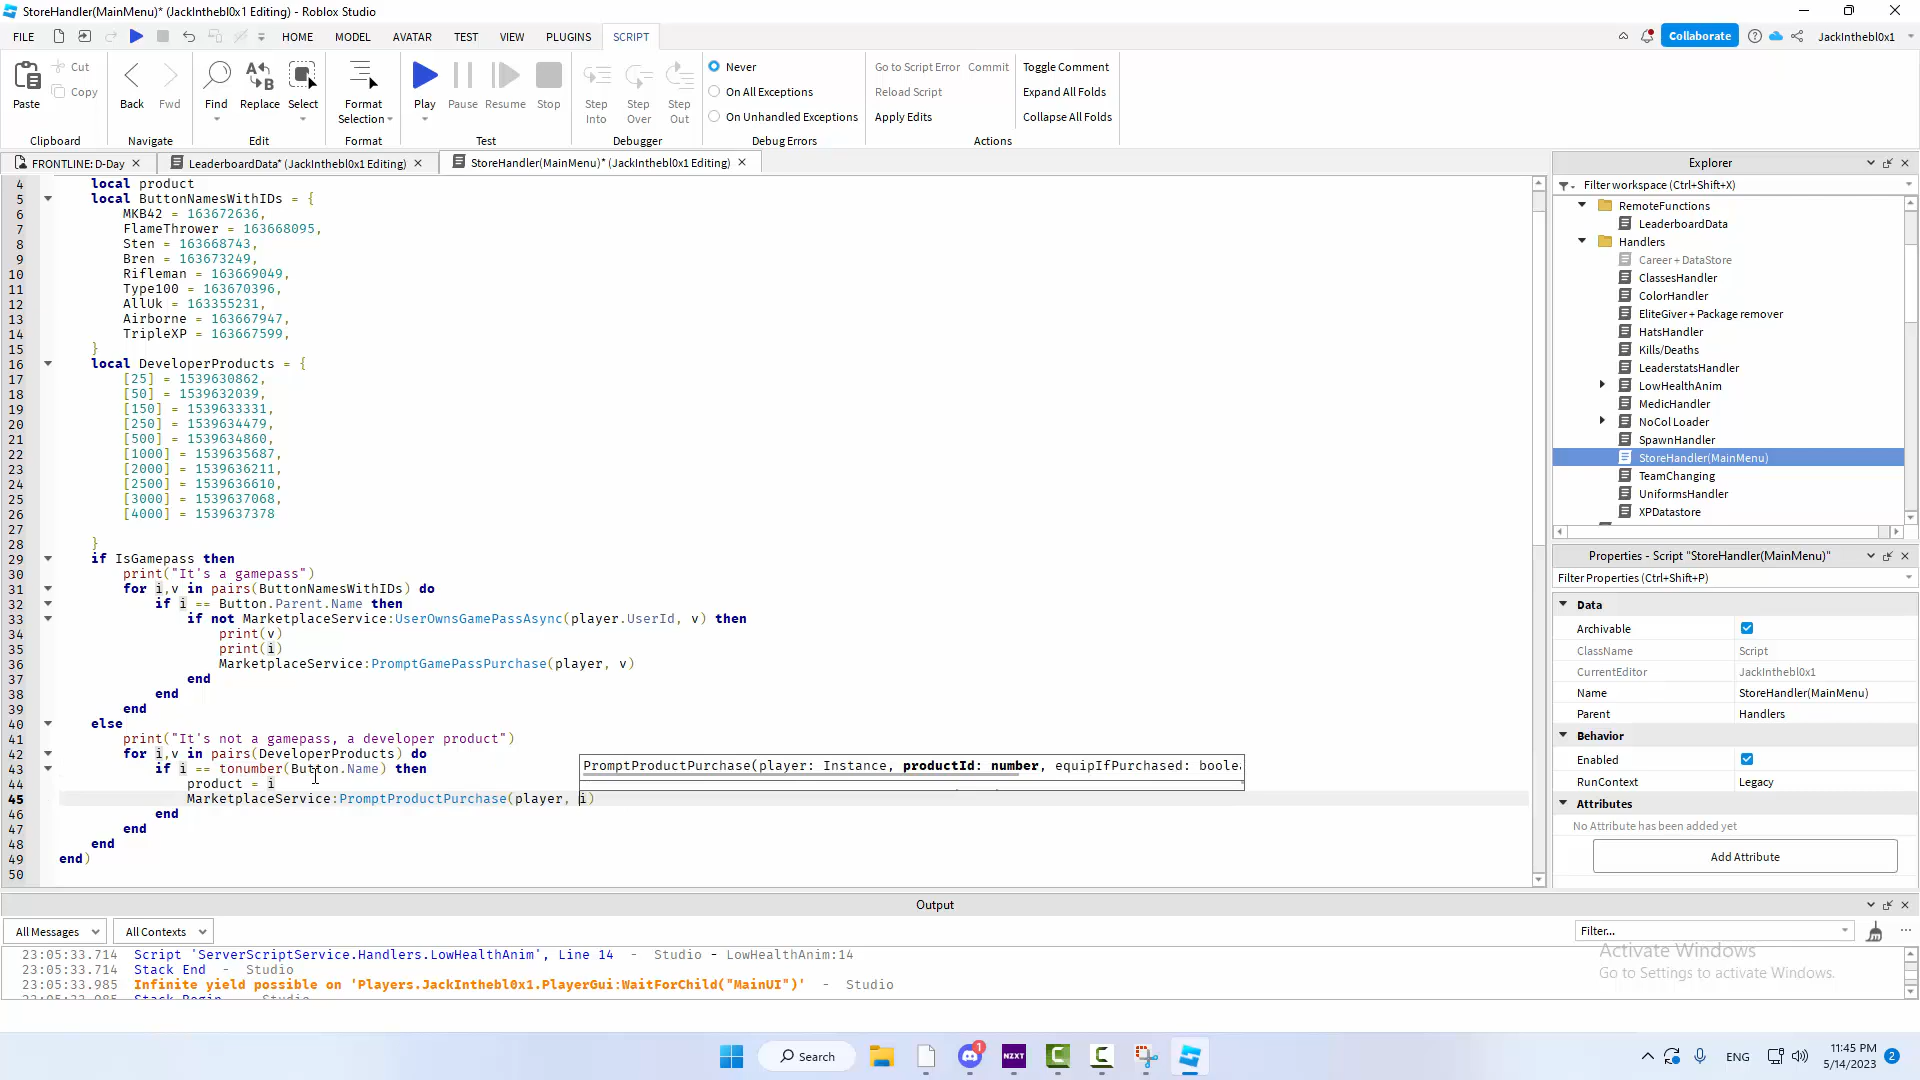 StoreHandler(MainMenu)* (JackInthebl0x1 Editing) - Roblox Studio
FILE HOME MODEL AVATAR TEST VIEW PLUGINS SCRIPT Collaborate JackInthebl0x1
Paste Cut Copy Back Fwd Find Replace Select Format Selection Play Pause Resume Stop Step Into Step Over Step Out
Never
On All Exceptions
On Unhandled Exceptions
Go to Script Error Commit
Reload Script
Apply Edits
Toggle Comment
Expand All Folds
Collapse All Folds
Clipboard Navigate Edit Format Test Debugger Debug Errors Actions
FRONTLINE: D-Day LeaderboardData* (JackInthebl0x1 Editing) StoreHandler(MainMenu)* (JackInthebl0x1 Editing)
4 local product
5 local ButtonNamesWithIDs = {
6 MKB42 = 163672636,
7 FlameThrower = 163668095,
8 Sten = 163668743,
9 Bren = 163673249,
10 Rifleman = 163669049,
11 Type100 = 163670396,
12 AllUk = 163355231,
13 Airborne = 163667947,
14 TripleXP = 163667599,
15 }
16 local DeveloperProducts = {
17 [25] = 1539630862,
18 [50] = 1539632039,
19 [150] = 1539633331,
20 [250] = 1539634479,
21 [500] = 1539634860,
22 [1000] = 1539635687,
23 [2000] = 1539636211,
24 [2500] = 1539636610,
25 [3000] = 1539637068,
26 [4000] = 1539637378
27
28 }
29 if IsGamepass then
30 print("It's a gamepass")
31 for i,v in pairs(ButtonNamesWithIDs) do
32 if i == Button.Parent.Name then
33 if not MarketplaceService:UserOwnsGamePassAsync(player.UserId, v) then
34 print(v)
35 print(i)
36 MarketplaceService:PromptGamePassPurchase(player, v)
37 end
38 end
39 end
40 else
41 print("It's not a gamepass, a developer product")
42 for i,v in pairs(DeveloperProducts) do
43 if i == tonumber(Button.Name) then
PromptProductPurchase(player: Instance, productId: number, equipIfPurchased: boole
44 product = i
45 MarketplaceService:PromptProductPurchase(player, i)
46 end
47 end
48 end
49 end)
50
Explorer
Filter workspace (Ctrl+Shift+X)
RemoteFunctions
LeaderboardData
Handlers
Career + DataStore
ClassesHandler
ColorHandler
EliteGiver + Package remover
HatsHandler
Kills/Deaths
LeaderstatsHandler
LowHealthAnim
MedicHandler
NoCol Loader
SpawnHandler
StoreHandler(MainMenu)
TeamChanging
UniformsHandler
XPDatastore
Properties - Script "StoreHandler(MainMenu)"
Filter Properties (Ctrl+Shift+P)
Data
Archivable
ClassName Script
CurrentEditor JackInthebl0x1
Name StoreHandler(MainMenu)
Parent Handlers
Behavior
Enabled
RunContext Legacy
Attributes
No Attribute has been added yet
Add Attribute
Output
All Messages All Contexts Filter...
23:05:33.714 Script 'ServerScriptService.Handlers.LowHealthAnim', Line 14 - Studio - LowHealthAnim:14
23:05:33.714 Stack End - Studio
23:05:33.985 Infinite yield possible on 'Players.JackInthebl0x1.PlayerGui:WaitForChild("MainUI")' - Studio
23:05:33.985 Stack Begin - Studio
Activate Windows
Go to Settings to activate Windows.
Search 1 NZXT ENG 11:45 PM
5/14/2023 2